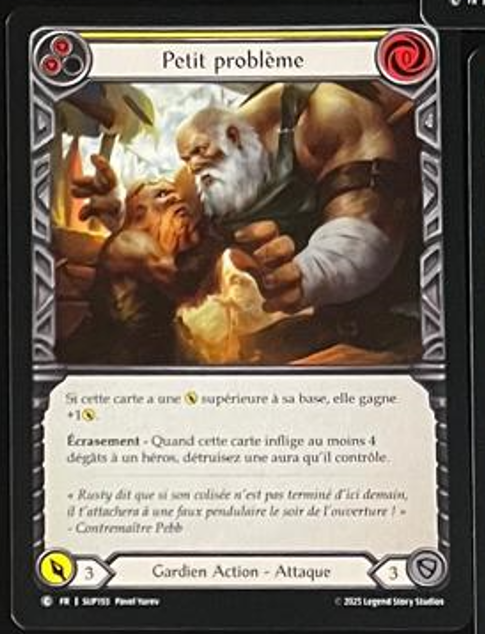 Petit problème
0
Si cette carte a une supérieure à sa base, elle gagne
+1.
Écrasement - Quand cette carte inflige au moins 4
dégâts à un héros, détruisez une aura qu'il contrôle.
« Rusty dit que si son colisée n'est pas terminé d'ici demain,
il t'attachera à une faux pendulaire le soir de l'ouverture ! »
- Contremaître Pebb
3
Gardien Action - Attaque
3
C FR SUP193 Pavel Yurev
© 2025 Legend Story Studios